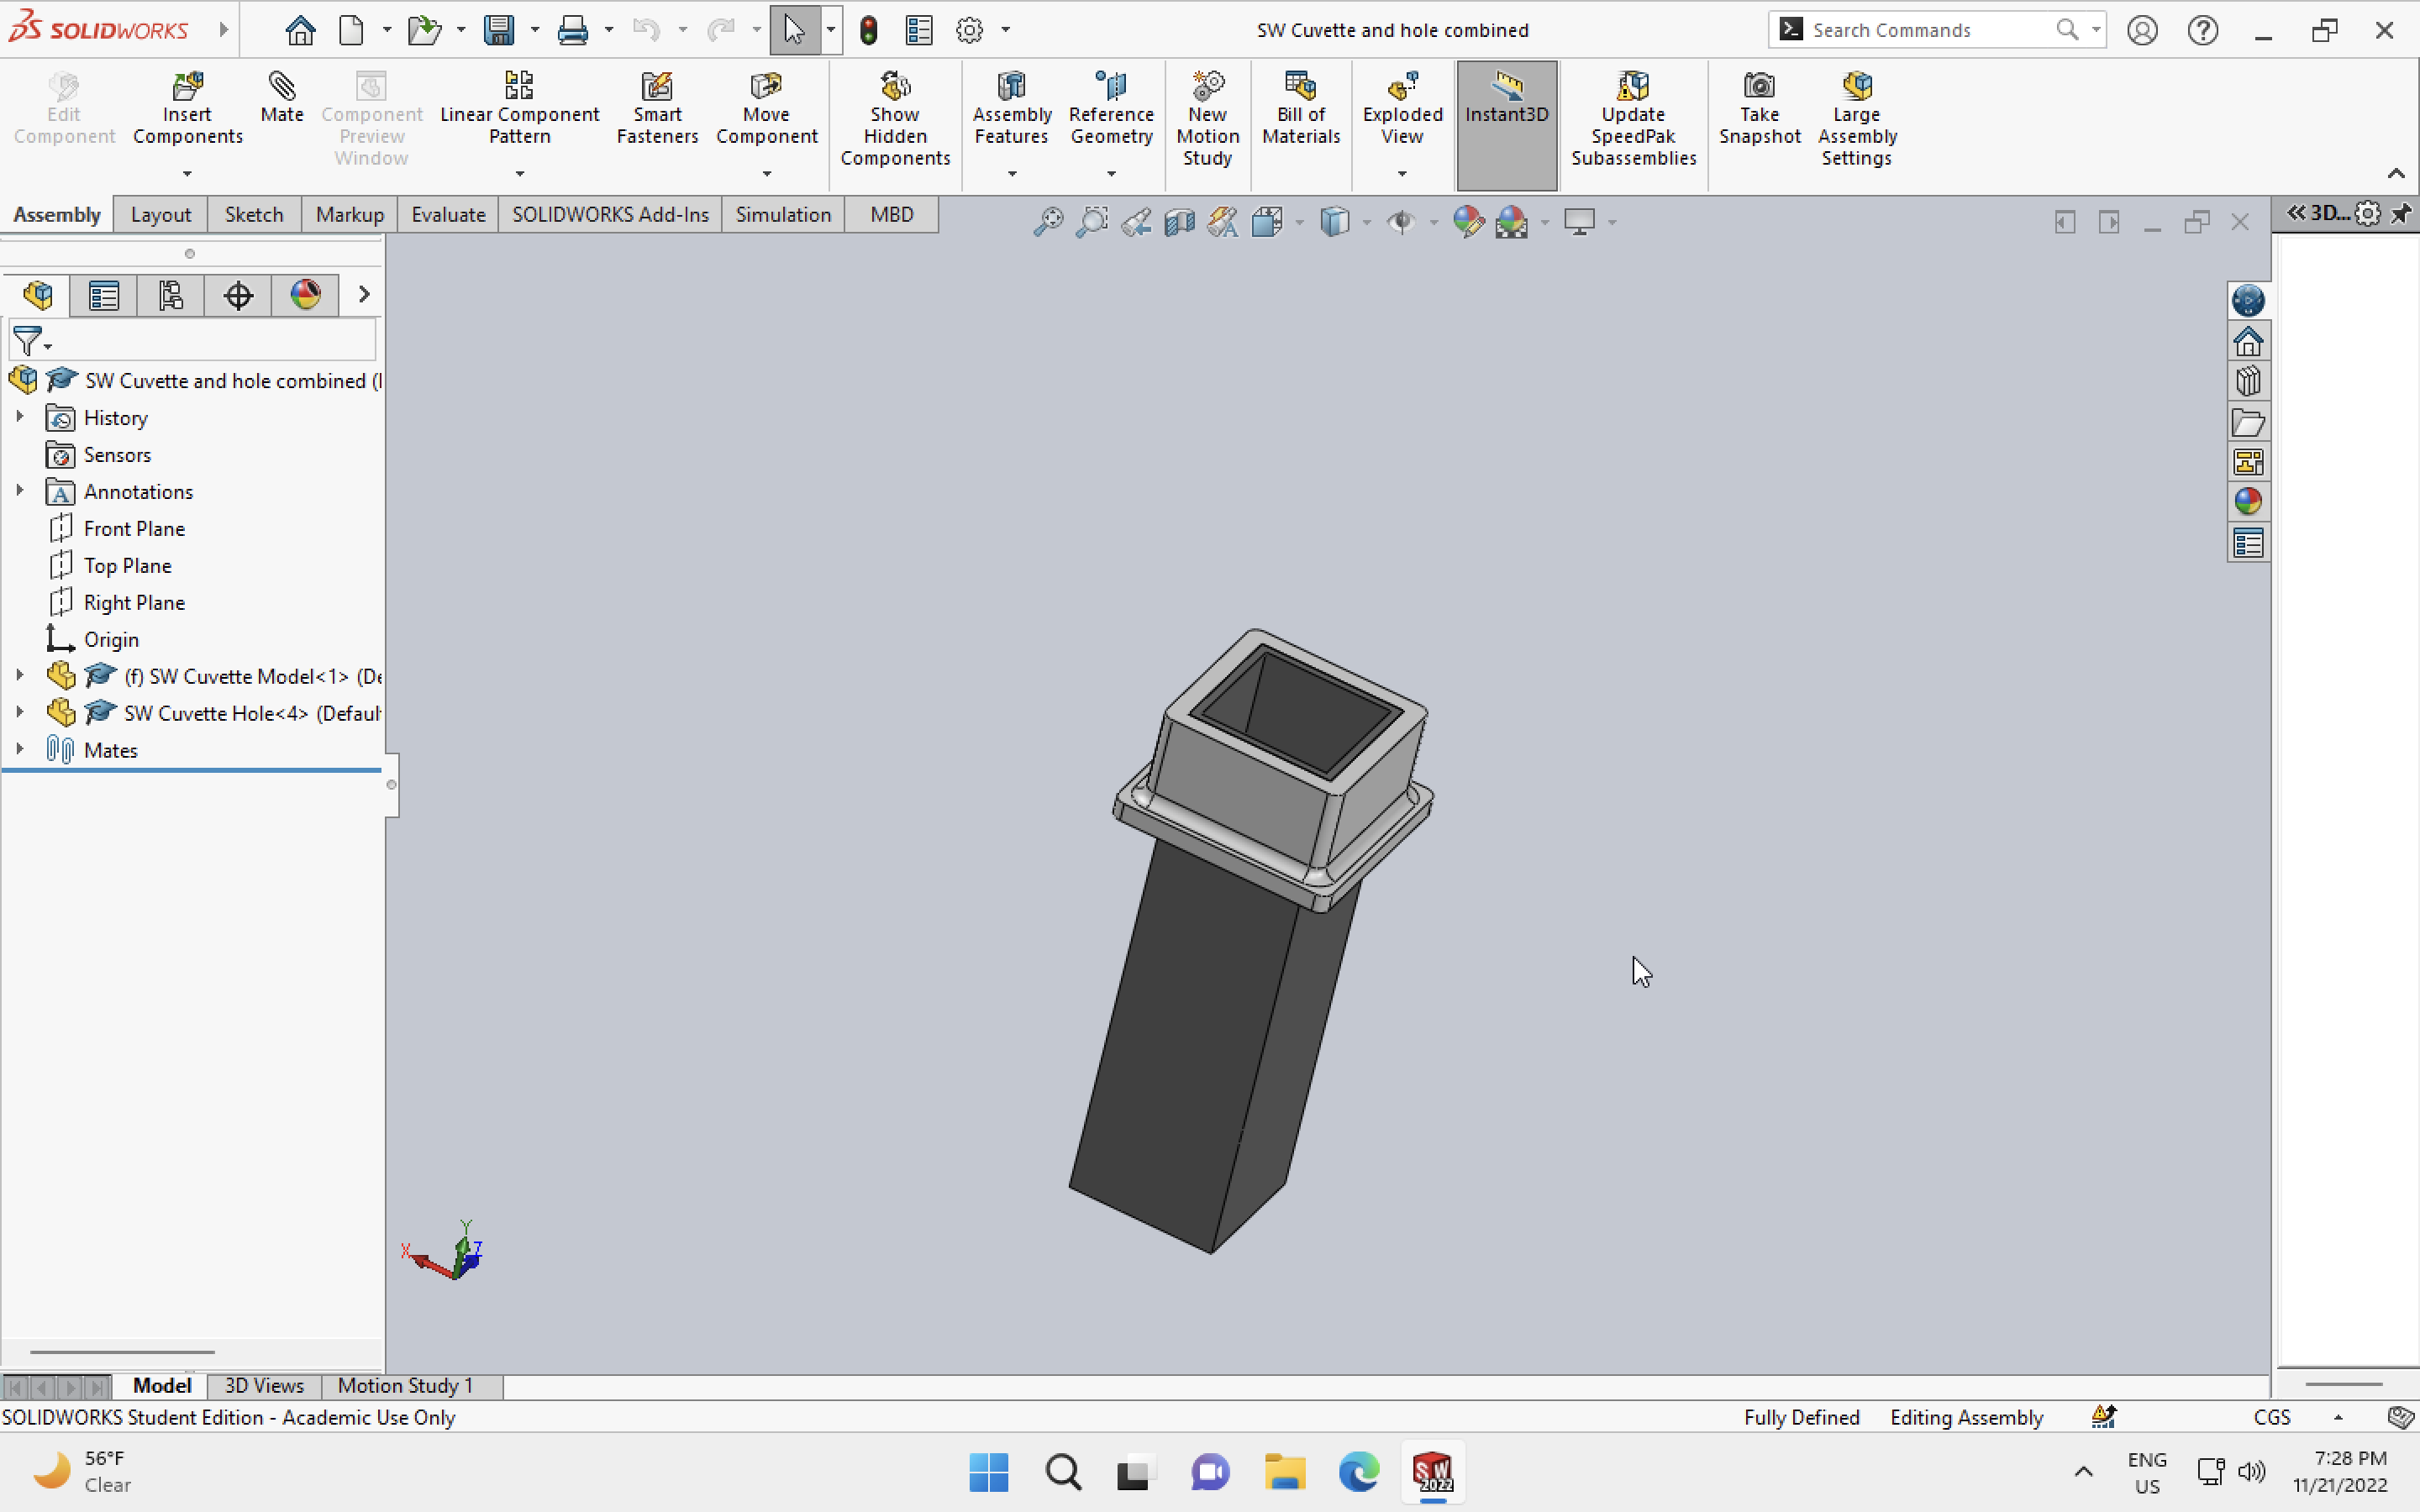 SOLIDWORKS
SW Cuvette and hole combined
Search Commands
Edit Component
Insert Components
Mate
Component Preview Window
Linear Component Pattern
Smart Fasteners
Move Component
Show Hidden Components
Assembly Features
Reference Geometry
New Motion Study
Bill of Materials
Exploded View
Instant3D
Update SpeedPak Subassemblies
Take Snapshot
Large Assembly Settings
Assembly
Layout
Sketch
Markup
Evaluate
SOLIDWORKS Add-Ins
Simulation
MBD
3D...
SW Cuvette and hole combined (
History
Sensors
Annotations
Front Plane
Top Plane
Right Plane
Origin
(f) SW Cuvette Model<1> (De
SW Cuvette Hole<4> (Defaul
Mates
Y
X
Z
Model
3D Views
Motion Study 1
SOLIDWORKS Student Edition - Academic Use Only
Fully Defined
Editing Assembly
CGS
56°F
Clear
SW
2022
ENG
US
7:28 PM
11/21/2022